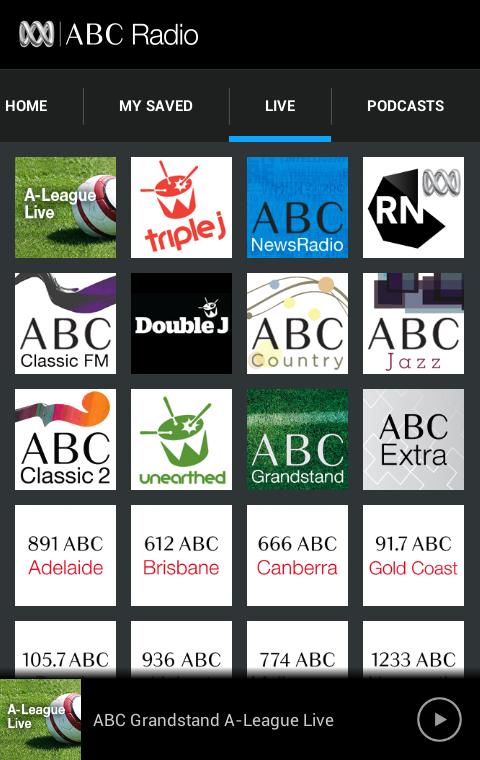 ABC Radio
HOME
MY SAVED
LIVE
PODCASTS
A-League
Live
triple j
ABC
NewsRadio
RN
ABC
Classic FM
Double J
ABC
Country
ABC
Jazz
ABC
Classic 2
unearthed
ABC
Grandstand
ABC
Extra
891 ABC
Adelaide
612 ABC
Brisbane
666 ABC
Canberra
91.7 ABC
Gold Coast
105.7 ABC
936 ABC
774 ABC
1233 ABC
A-League
Live
ABC Grandstand A-League Live